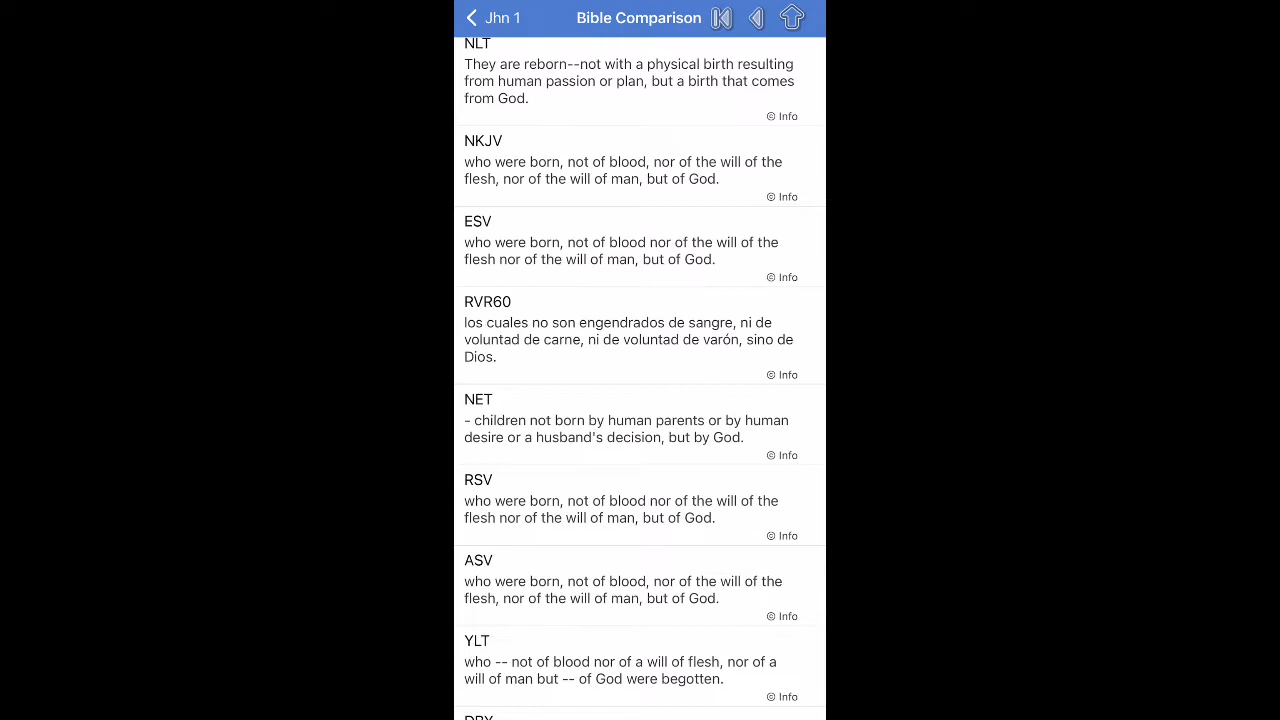 Jhn 1 Bible Comparison
NLT
They are reborn--not with a physical birth resulting
from human passion or plan, but a birth that comes
from God.
© Info
NKJV
who were born, not of blood, nor of the will of the
flesh, nor of the will of man, but of God.
© Info
ESV
who were born, not of blood nor of the will of the
flesh nor of the will of man, but of God.
© Info
RVR60
los cuales no son engendrados de sangre, ni de
voluntad de carne, ni de voluntad de varón, sino de
Dios.
© Info
NET
- children not born by human parents or by human
desire or a husband's decision, but by God.
© Info
RSV
who were born, not of blood nor of the will of the
flesh nor of the will of man, but of God.
© Info
ASV
who were born, not of blood, nor of the will of the
flesh, nor of the will of man, but of God.
© Info
YLT
who -- not of blood nor of a will of flesh, nor of a
will of man but -- of God were begotten.
© Info
DBY